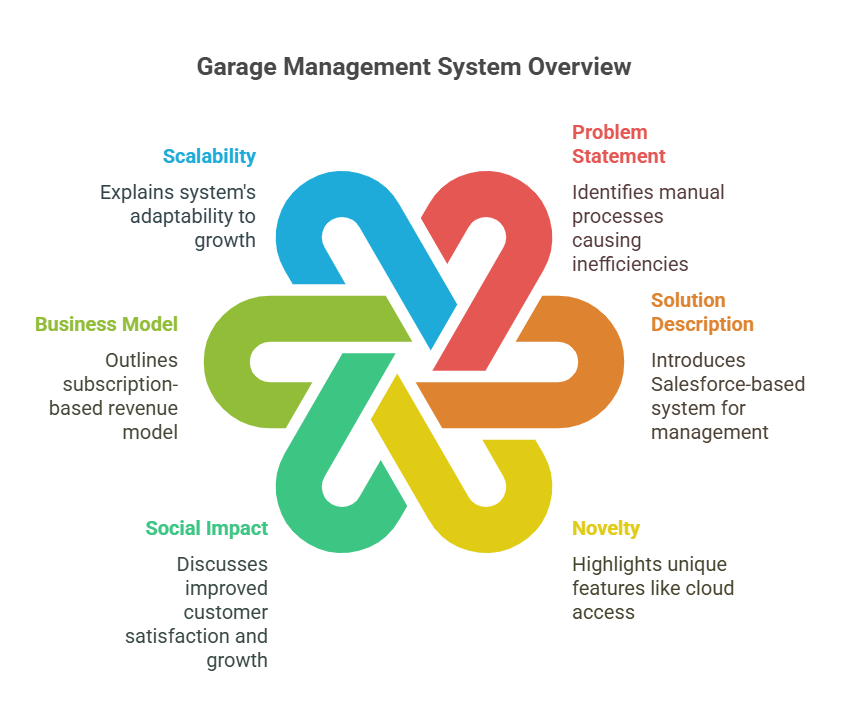 Garage Management System Overview
Problem
Statement
Identifies manual
processes
causing
inefficiencies
Solution
Description
Introduces
Salesforce-based
system for
management
Novelty
Highlights unique
features like cloud
access
Social Impact
Discusses
improved
customer
satisfaction and
growth
Business Model
Outlines
subscription-
based revenue
model
Scalability
Explains system's
adaptability to
growth